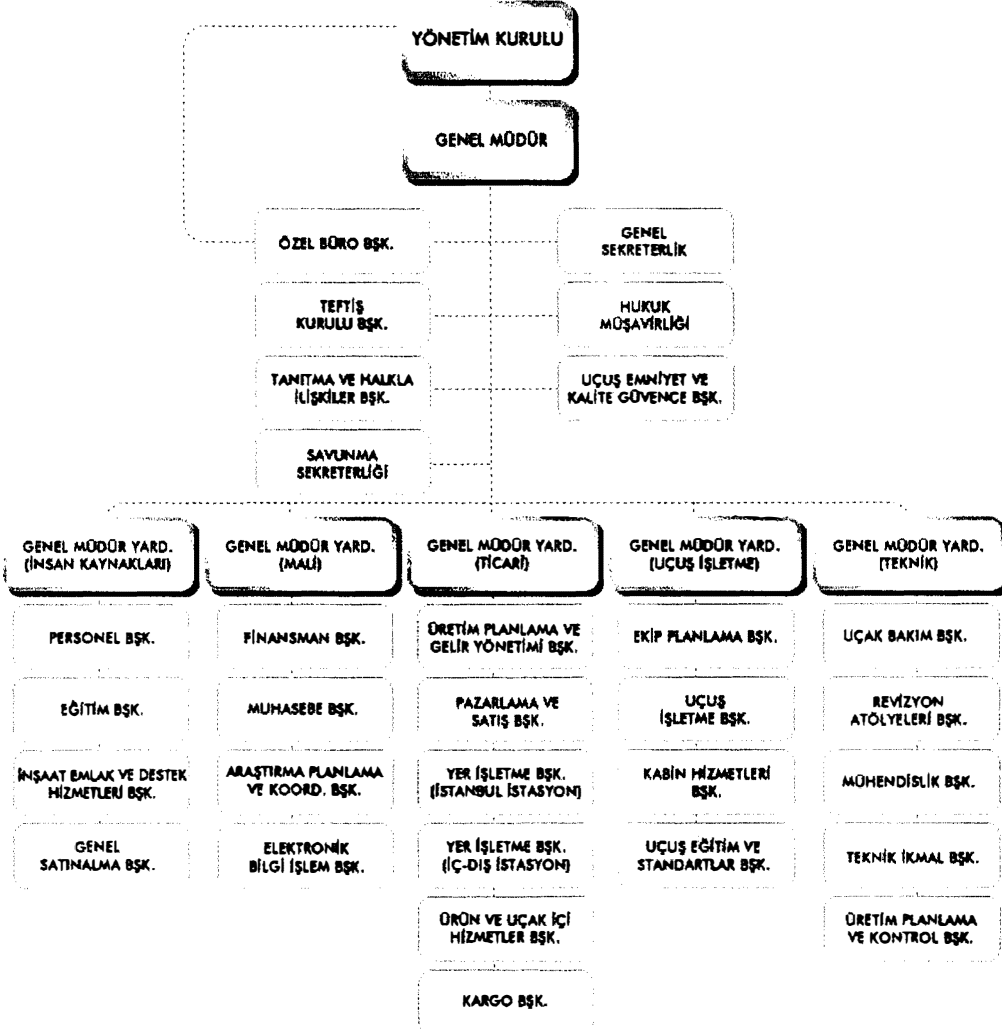 YÖNETİM KURULU
GENEL MÜDÜR
ÖZEL BÜRO BŞK.
GENEL
SEKRETERLİK
TEFTİŞ
KURULU BŞK.
HUKUK
MÜŞAVİRLİĞİ
TANITMA VE HALKLA
İLİŞKİLER BŞK.
UÇUŞ EMNİYET VE
KALİTE GÜVENCE BŞK.
SAVUNMA
SEKRETERLİĞİ
GENEL MÜDÜR YARD.
(İNSAN KAYNAKLARI)
PERSONEL BŞK.
EĞİTİM BŞK.
İNŞAAT EMLAK VE DESTEK
HİZMETLERİ BŞK.
GENEL
SATINALMA BŞK.
GENEL MÜDÜR YARD.
(MALİ)
FİNANSMAN BŞK.
MUHASEBE BŞK.
ARAŞTIRMA PLANLAMA
VE KOORD. BŞK.
ELEKTRONİK
BİLGİ İŞLEM BŞK.
GENEL MÜDÜR YARD.
(TİCARİ)
ÜRETİM PLANLAMA VE
GELİR YÖNETİMİ BŞK.
PAZARLAMA VE
SATIŞ BŞK.
YER İŞLETME BŞK.
(İSTANBUL İSTASYON)
YER İŞLETME BŞK.
(İÇ-DIŞ İSTASYON)
ÜRÜN VE UÇAK İÇİ
HİZMETLER BŞK.
KARGO BŞK.
GENEL MÜDÜR YARD.
(UÇUŞ İŞLETME)
EKİP PLANLAMA BŞK.
UÇUŞ
İŞLETME BŞK.
KABİN HİZMETLERİ
BŞK.
UÇUŞ EĞİTİM VE
STANDARTLAR BŞK.
GENEL MÜDÜR YARD.
(TEKNİK)
UÇAK BAKIM BŞK.
REVİZYON
ATÖLYELERİ BŞK.
MÜHENDİSLİK BŞK.
TEKNİK İKMAL BŞK.
ÜRETİM PLANLAMA
VE KONTROL BŞK.